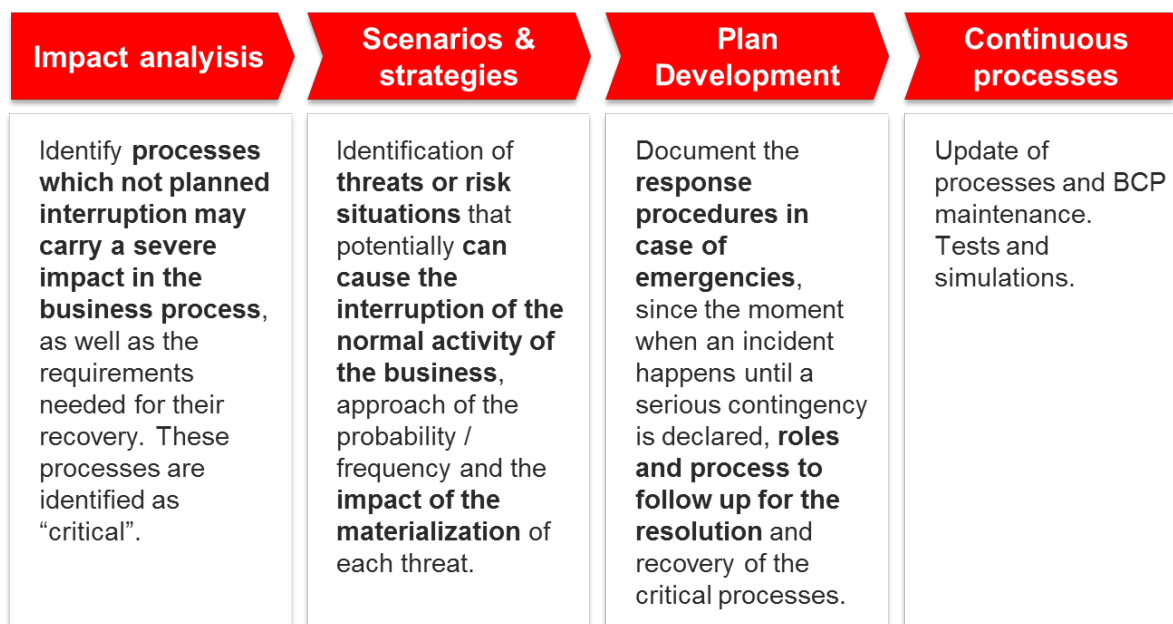 Impact analyisis
Scenarios &
strategies
Plan
Development
Continuous
processes
Identify processes
which not planned
interruption may
carry a severe
impact in the
business process,
as well as the
requirements
needed for their
recovery. These
processes are
identified as
“critical”.
Identification of
threats or risk
situations that
potentially can
cause the
interruption of the
normal activity of
the business,
approach of the
probability /
frequency and the
impact of the
materialization of
each threat.
Document the
response
procedures in
case of
emergencies,
since the moment
when an incident
happens until a
serious contingency
is declared, roles
and process to
follow up for the
resolution and
recovery of the
critical processes.
Update of
processes and BCP
maintenance.
Tests and
simulations.